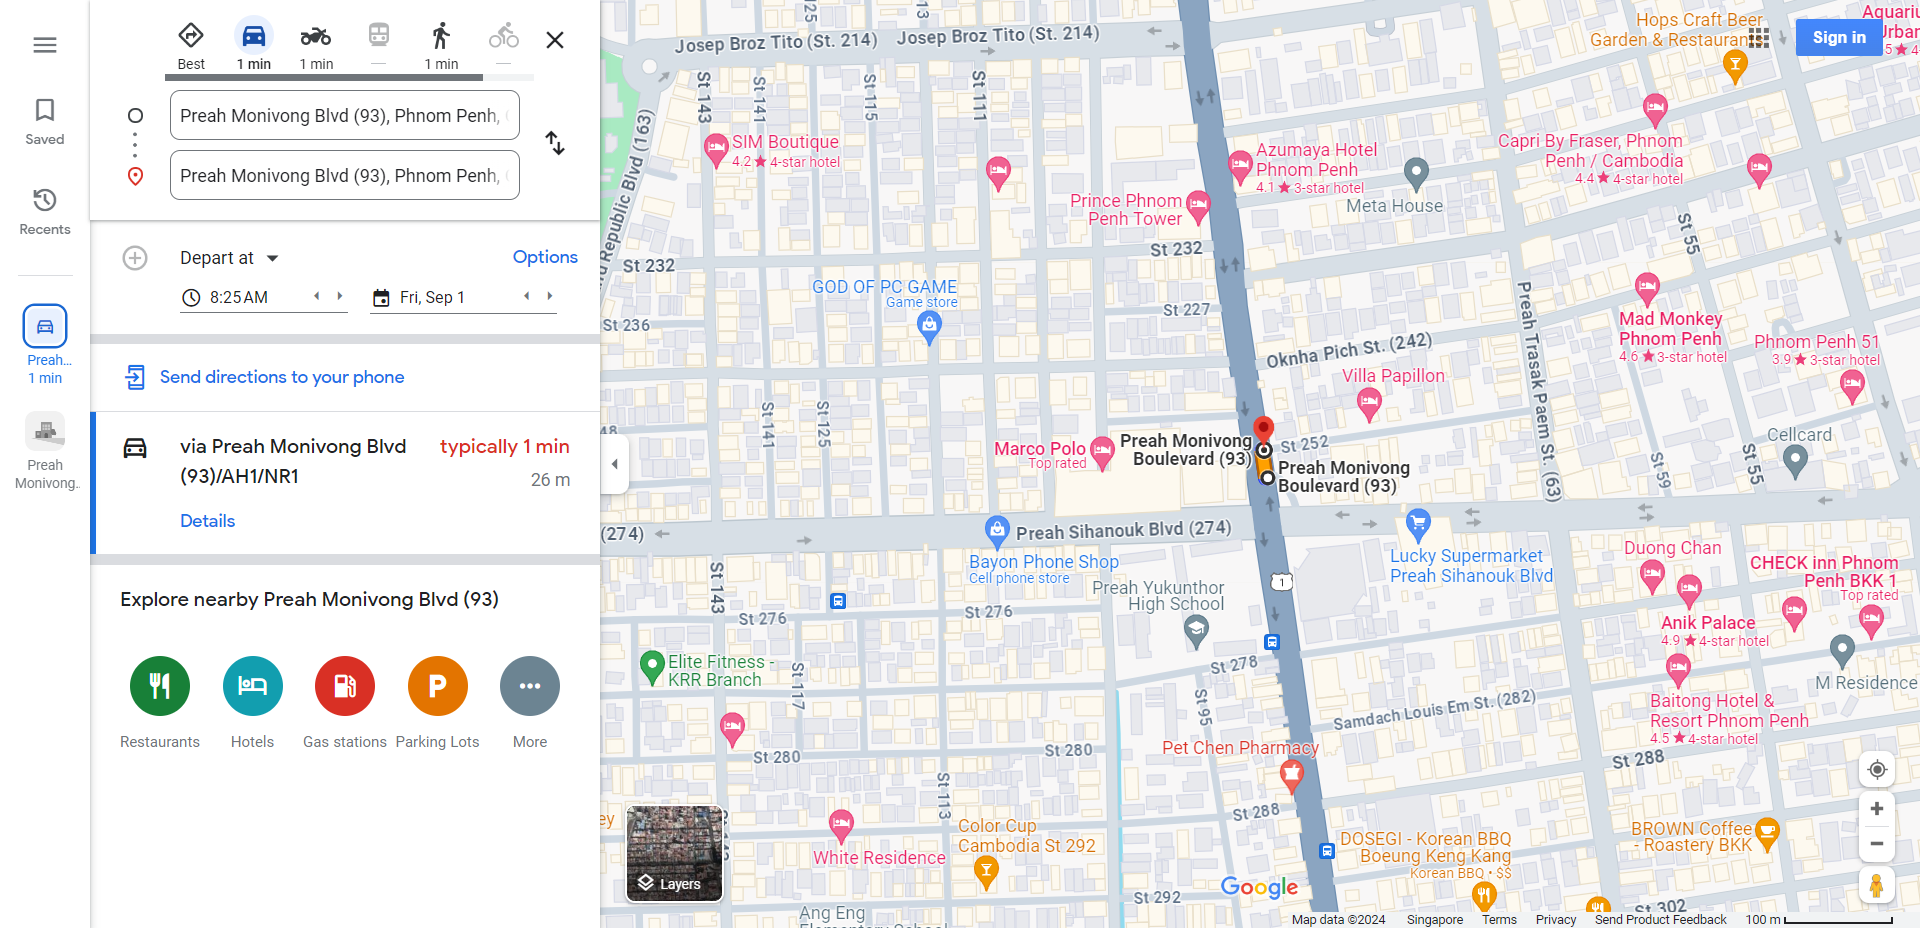 Saved
Recents
Preah...
1 min
Preah
Monivong...
Best
1 min
1 min
1 min
Preah Monivong Blvd (93), Phnom Penh,
Preah Monivong Blvd (93), Phnom Penh,
Depart at
Options
8:25 AM
Fri, Sep 1
Send directions to your phone
via Preah Monivong Blvd
(93)/AH1/NR1
typically 1 min
26 m
Details
Explore nearby Preah Monivong Blvd (93)
Restaurants
Hotels
Gas stations
Parking Lots
P
More
Sign in
Josep Broz Tito (St. 214)
Josep Broz Tito (St. 214)
Hops Craft Beer
Garden & Restaurant
St 143
St 141
St 115
St 111
SIM Boutique
4.2★4-star hotel
Azumaya Hotel
Phnom Penh
4.1★3-star hotel
Meta House
Capri By Fraser, Phnom
Penh / Cambodia
4.4★4-star hotel
Prince Phnom
Penh Tower
St 232
St 232
Republic Blvd (163)
GOD OF PC GAME
Game store
St 236
St 227
Oknha Pich St. (242)
Villa Papillon
Preah Trasak Paem St. (63)
St 55
Mad Monkey
Phnom Penh
4.6★3-star hotel
Phnom Penh 51
3.9★3-star hotel
St 141
St 125
Marco Polo
Top rated
Preah Monivong
Boulevard (93)
St 252
Preah Monivong
Boulevard (93)
Cellcard
St 59
St 55
(274)
Preah Sihanouk Blvd (274)
Bayon Phone Shop
Cell phone store
Lucky Supermarket
Preah Sihanouk Blvd
Preah Yukunthor
High School
1
Duong Chan
CHECK inn Phnom
Penh BKK 1
Top rated
Anik Palace
4.9★4-star hotel
M Residence
Baitong Hotel &
Resort Phnom Penh
4.5★4-star hotel
St 143
St 276
St 276
Elite Fitness -
KRR Branch
St 117
St 278
St 95
Samdach Louis Em St. (282)
St 280
St 280
Pet Chen Pharmacy
St 113
St 288
St 288
White Residence
Color Cup
Cambodia St 292
DOSEGI - Korean BBQ
Boeung Keng Kang
Korean BBQ • $$
BROWN Coffee
- Roastery BKK
St 292
St 302
Ang Eng
Elementary School
Layers
Google
Map data ©2024
Singapore
Terms
Privacy
Send Product Feedback
100 m